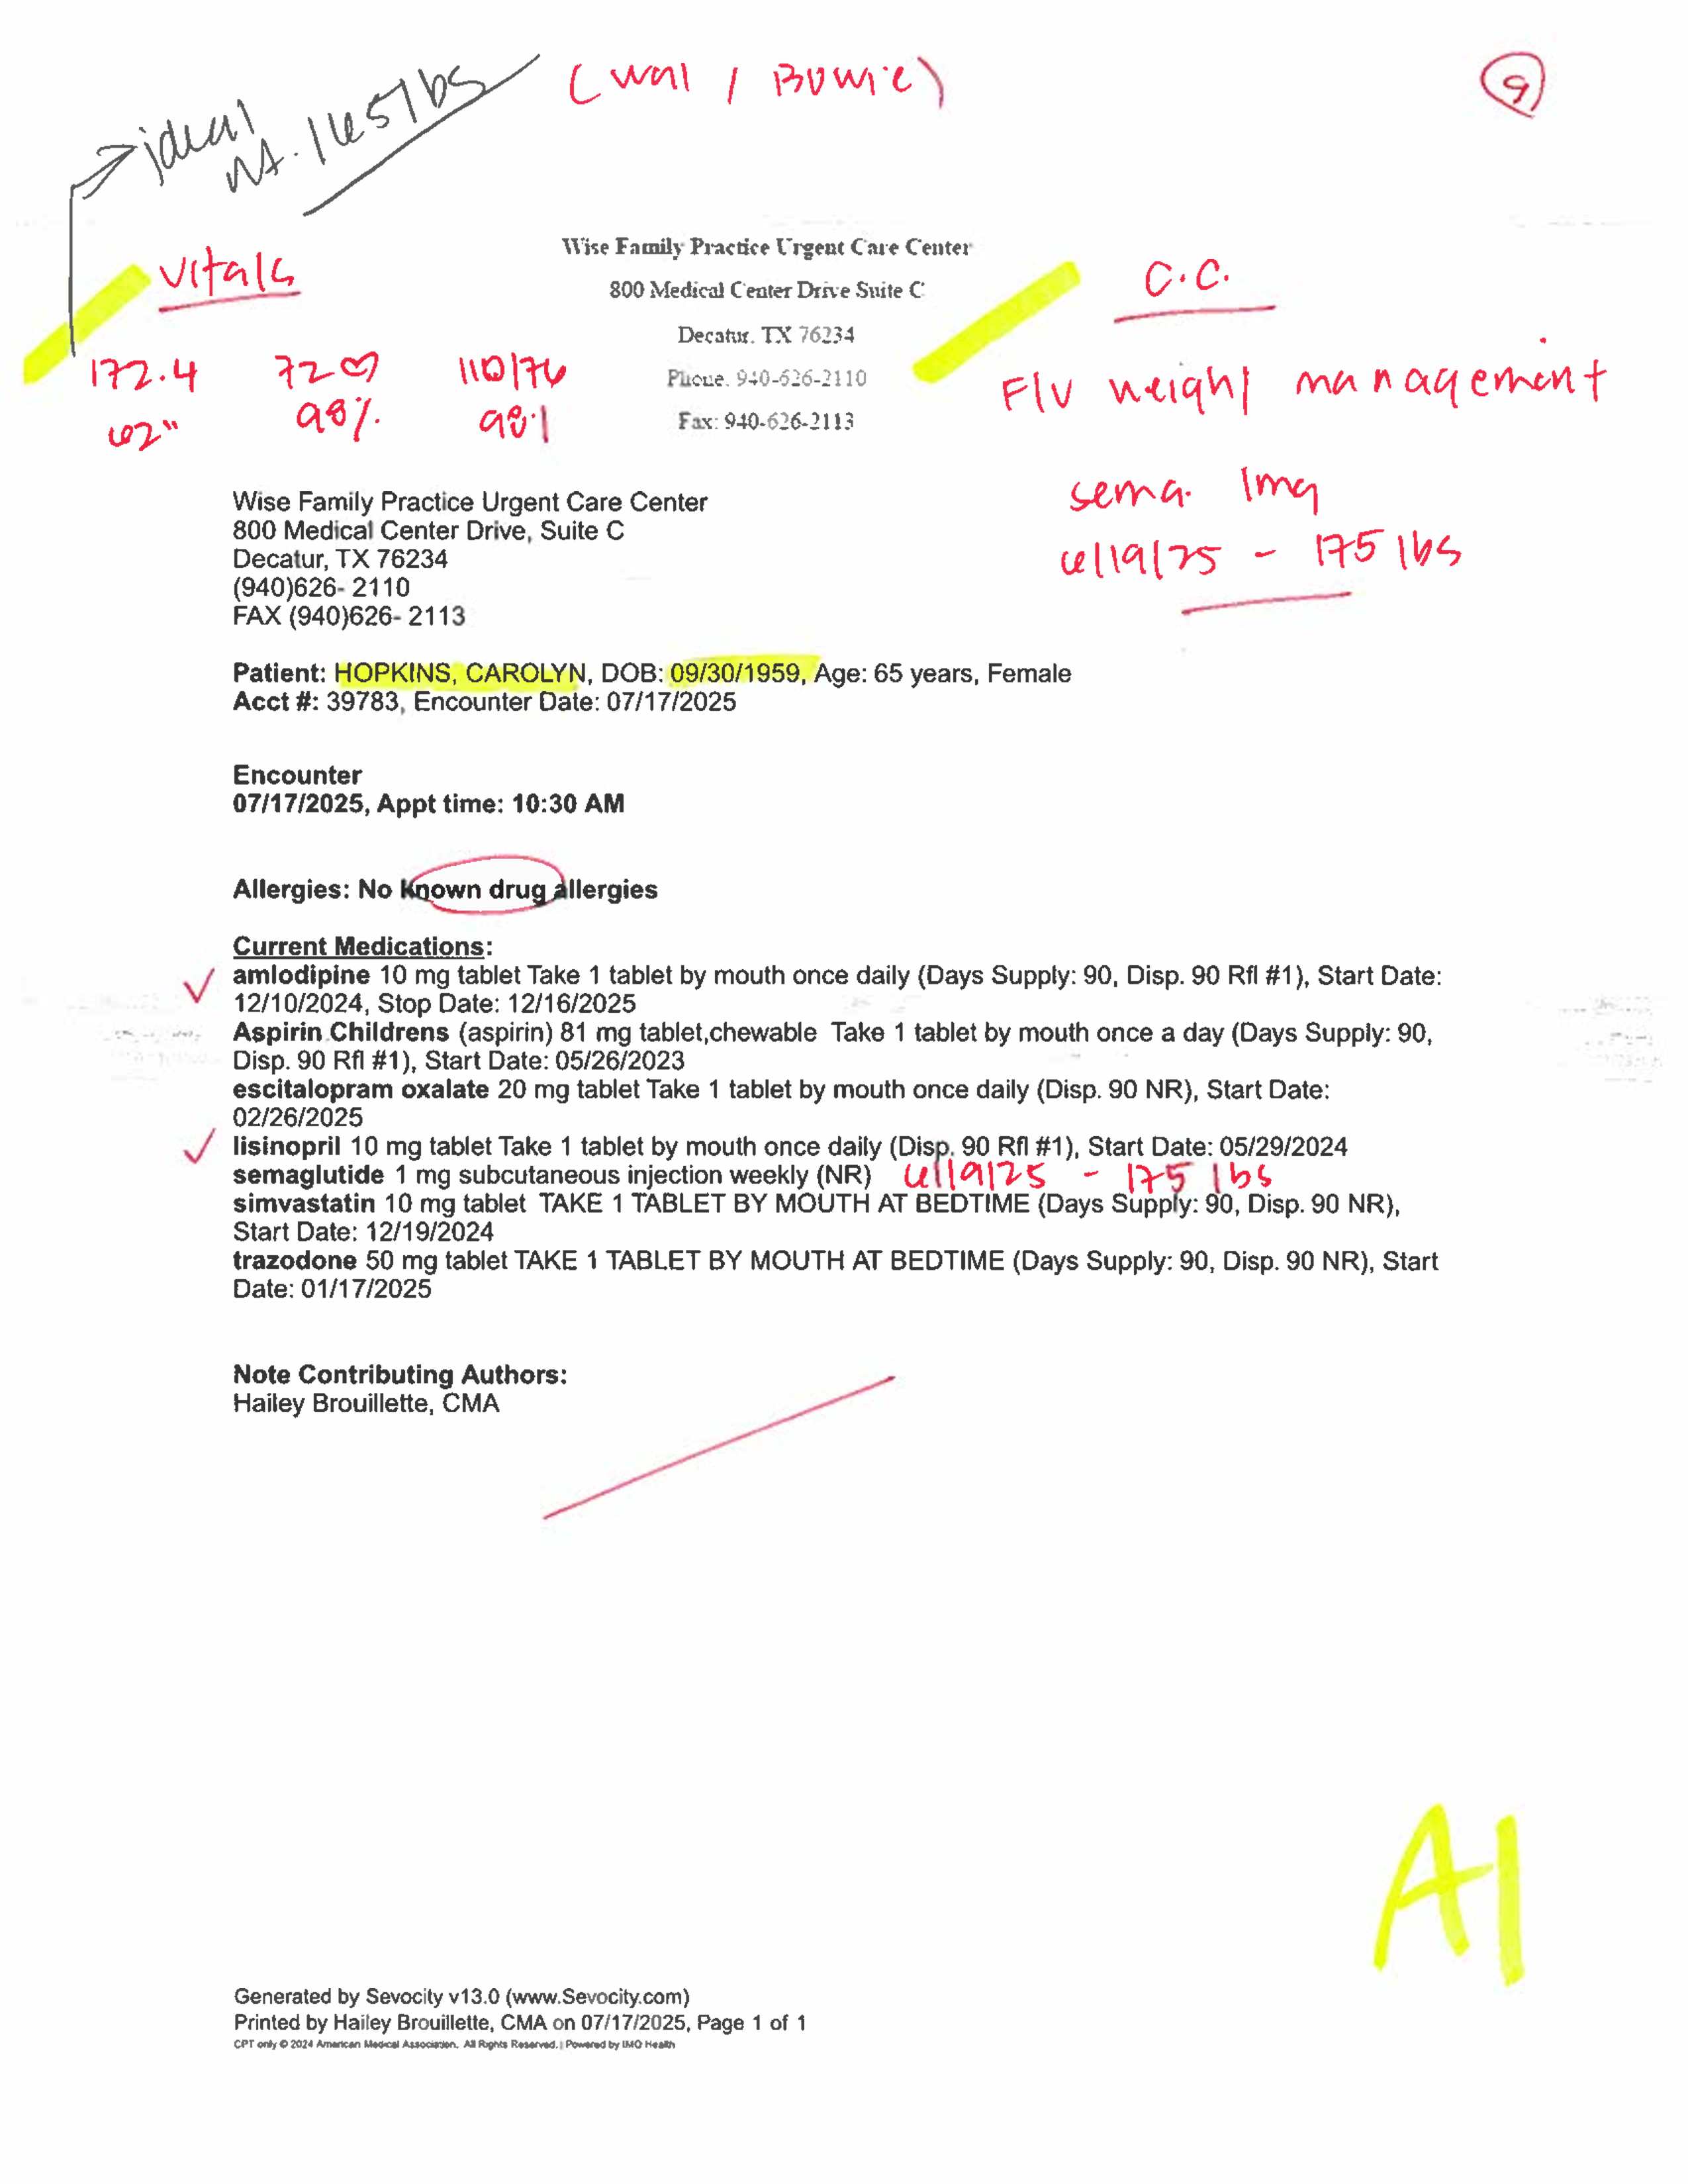 (wal / Bowie)
9
ideal
wt. 165 lbs
Wise Family Practice Urgent Care Center
800 Medical Center Drive Suite C
Decatur, TX 76234
Phone: 940-626-2110
Fax: 940-626-2113
vitals
172.4 72 110/76
62" 98% 98.1
C.C.
F/U weight management
sema. 1mg
6/19/25 - 175 lbs
Wise Family Practice Urgent Care Center
800 Medical Center Drive, Suite C
Decatur, TX 76234
(940)626- 2110
FAX (940)626- 2113
Patient: HOPKINS, CAROLYN, DOB: 09/30/1959, Age: 65 years, Female
Acct #: 39783, Encounter Date: 07/17/2025
Encounter
07/17/2025, Appt time: 10:30 AM
Allergies: No known drug allergies
Current Medications:
amlodipine 10 mg tablet Take 1 tablet by mouth once daily (Days Supply: 90, Disp. 90 Rfl #1), Start Date:
12/10/2024, Stop Date: 12/16/2025
Aspirin Childrens (aspirin) 81 mg tablet,chewable Take 1 tablet by mouth once a day (Days Supply: 90,
Disp. 90 Rfl #1), Start Date: 05/26/2023
escitalopram oxalate 20 mg tablet Take 1 tablet by mouth once daily (Disp. 90 NR), Start Date:
02/26/2025
lisinopril 10 mg tablet Take 1 tablet by mouth once daily (Disp. 90 Rfl #1), Start Date: 05/29/2024
semaglutide 1 mg subcutaneous injection weekly (NR) 6/19/25 - 175 lbs
simvastatin 10 mg tablet TAKE 1 TABLET BY MOUTH AT BEDTIME (Days Supply: 90, Disp. 90 NR),
Start Date: 12/19/2024
trazodone 50 mg tablet TAKE 1 TABLET BY MOUTH AT BEDTIME (Days Supply: 90, Disp. 90 NR), Start
Date: 01/17/2025
Note Contributing Authors:
Hailey Brouillette, CMA
A1
Generated by Sevocity v13.0 (www.Sevocity.com)
Printed by Hailey Brouillette, CMA on 07/17/2025, Page 1 of 1
CPT only © 2024 American Medical Association. All Rights Reserved. | Powered by IMO Health